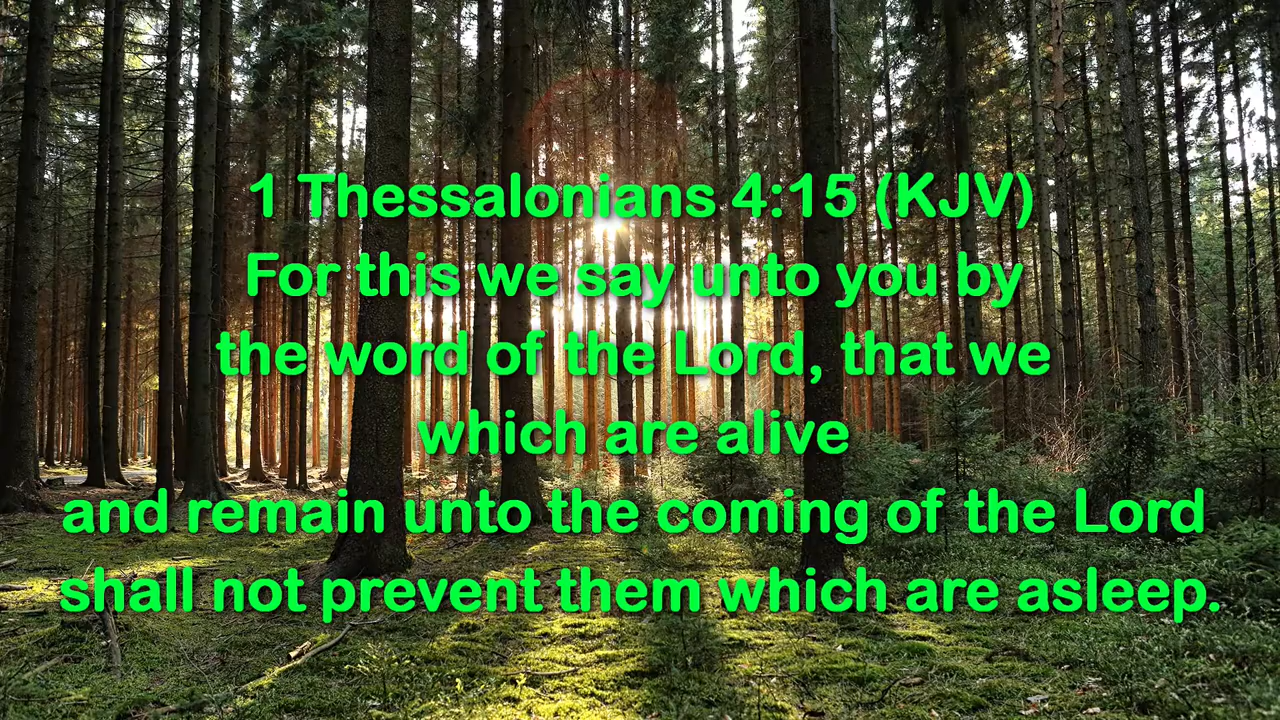 1 Thessalonians 4:15 (KJV)
For this we say unto you by
the word of the Lord, that we
which are alive
and remain unto the coming of the Lord
shall not prevent them which are asleep.